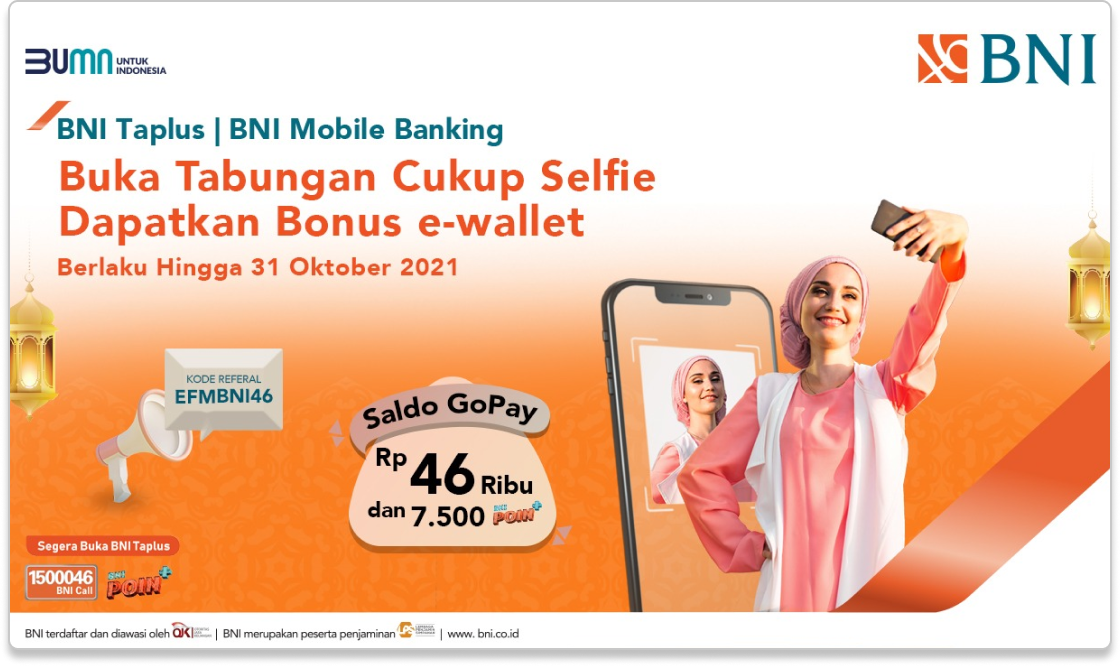 BUMN UNTUK
INDONESIA
BNI
BNI Taplus | BNI Mobile Banking
Buka Tabungan Cukup Selfie
Dapatkan Bonus e-wallet
Berlaku Hingga 31 Oktober 2021
KODE REFERAL
EFMBNI46
Saldo GoPay
Rp 46 Ribu
dan 7.500 POIN+
Segera Buka BNI Taplus
1500046
BNI Call
BNI
POIN+
BNI terdaftar dan diawasi oleh OJK | BNI merupakan peserta penjaminan LPS | www. bni.co.id